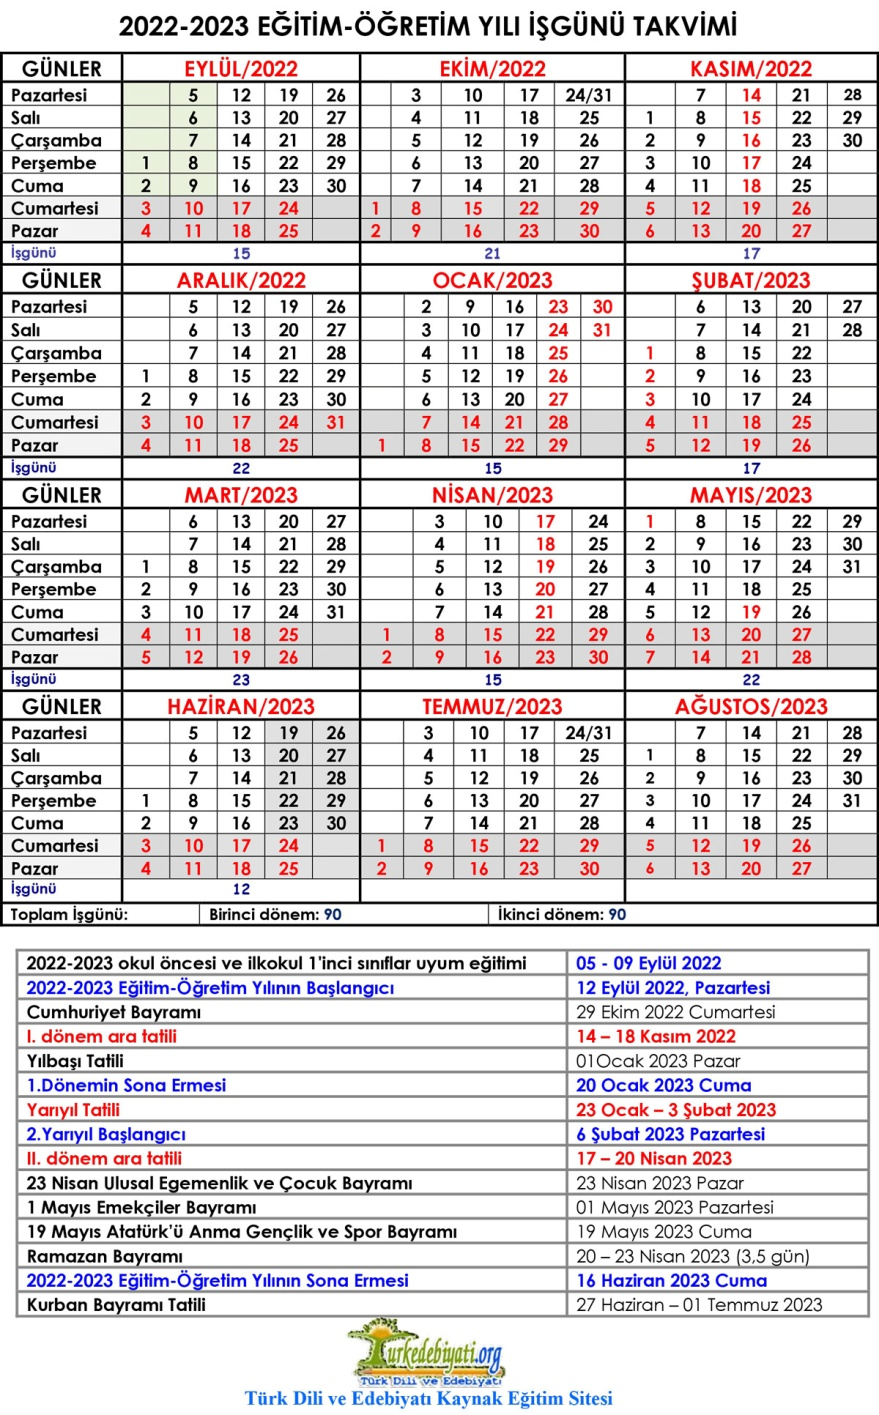 2022-2023 EĞİTİM-ÖĞRETİM YILI İŞGÜNÜ TAKVİMİ
GÜNLER EYLÜL/2022 EKİM/2022 KASIM/2022
Pazartesi 5 12 19 26 3 10 17 24/31 7 14 21 28
Salı 6 13 20 27 4 11 18 25 1 8 15 22 29
Çarşamba 7 14 21 28 5 12 19 26 2 9 16 23 30
Perşembe 1 8 15 22 29 6 13 20 27 3 10 17 24
Cuma 2 9 16 23 30 7 14 21 28 4 11 18 25
Cumartesi 3 10 17 24 1 8 15 22 29 5 12 19 26
Pazar 4 11 18 25 2 9 16 23 30 6 13 20 27
İşgünü 15 21 17
GÜNLER ARALIK/2022 OCAK/2023 ŞUBAT/2023
Pazartesi 5 12 19 26 2 9 16 23 30 6 13 20 27
Salı 6 13 20 27 3 10 17 24 31 7 14 21 28
Çarşamba 7 14 21 28 4 11 18 25 1 8 15 22
Perşembe 1 8 15 22 29 5 12 19 26 2 9 16 23
Cuma 2 9 16 23 30 6 13 20 27 3 10 17 24
Cumartesi 3 10 17 24 31 7 14 21 28 4 11 18 25
Pazar 4 11 18 25 1 8 15 22 29 5 12 19 26
İşgünü 22 15 17
GÜNLER MART/2023 NİSAN/2023 MAYIS/2023
Pazartesi 6 13 20 27 3 10 17 24 1 8 15 22 29
Salı 7 14 21 28 4 11 18 25 2 9 16 23 30
Çarşamba 1 8 15 22 29 5 12 19 26 3 10 17 24 31
Perşembe 2 9 16 23 30 6 13 20 27 4 11 18 25
Cuma 3 10 17 24 31 7 14 21 28 5 12 19 26
Cumartesi 4 11 18 25 1 8 15 22 29 6 13 20 27
Pazar 5 12 19 26 2 9 16 23 30 7 14 21 28
İşgünü 23 15 22
GÜNLER HAZİRAN/2023 TEMMUZ/2023 AĞUSTOS/2023
Pazartesi 5 12 19 26 3 10 17 24/31 7 14 21 28
Salı 6 13 20 27 4 11 18 25 1 8 15 22 29
Çarşamba 7 14 21 28 5 12 19 26 2 9 16 23 30
Perşembe 1 8 15 22 29 6 13 20 27 3 10 17 24 31
Cuma 2 9 16 23 30 7 14 21 28 4 11 18 25
Cumartesi 3 10 17 24 1 8 15 22 29 5 12 19 26
Pazar 4 11 18 25 2 9 16 23 30 6 13 20 27
İşgünü 12
Toplam İşgünü: Birinci dönem: 90 İkinci dönem: 90
2022-2023 okul öncesi ve ilkokul 1'inci sınıflar uyum eğitimi 05 - 09 Eylül 2022
2022-2023 Eğitim-Öğretim Yılının Başlangıcı 12 Eylül 2022, Pazartesi
Cumhuriyet Bayramı 29 Ekim 2022 Cumartesi
I. dönem ara tatili 14 – 18 Kasım 2022
Yılbaşı Tatili 01Ocak 2023 Pazar
1.Dönemin Sona Ermesi 20 Ocak 2023 Cuma
Yarıyıl Tatili 23 Ocak – 3 Şubat 2023
2.Yarıyıl Başlangıcı 6 Şubat 2023 Pazartesi
II. dönem ara tatili 17 – 20 Nisan 2023
23 Nisan Ulusal Egemenlik ve Çocuk Bayramı 23 Nisan 2023 Pazar
1 Mayıs Emekçiler Bayramı 01 Mayıs 2023 Pazartesi
19 Mayıs Atatürk'ü Anma Gençlik ve Spor Bayramı 19 Mayıs 2023 Cuma
Ramazan Bayramı 20 – 23 Nisan 2023 (3,5 gün)
2022-2023 Eğitim-Öğretim Yılının Sona Ermesi 16 Haziran 2023 Cuma
Kurban Bayramı Tatili 27 Haziran – 01 Temmuz 2023
Turkedebiyati.org
Türk Dili ve Edebiyatı
Türk Dili ve Edebiyatı Kaynak Eğitim Sitesi